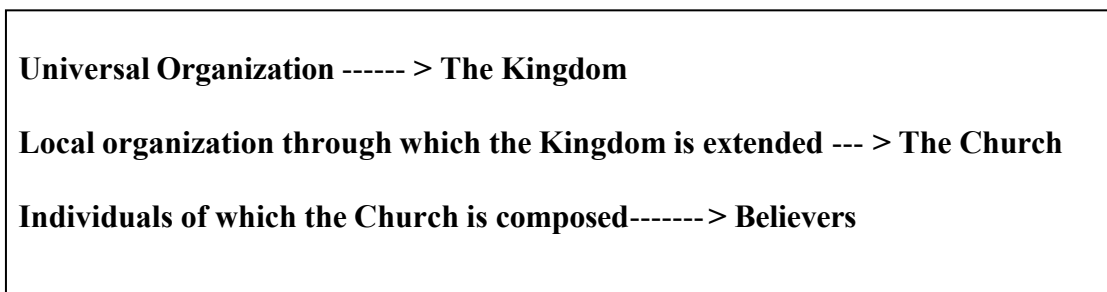 Universal Organization ------ > The Kingdom
Local organization through which the Kingdom is extended --- > The Church
Individuals of which the Church is composed------- > Believers